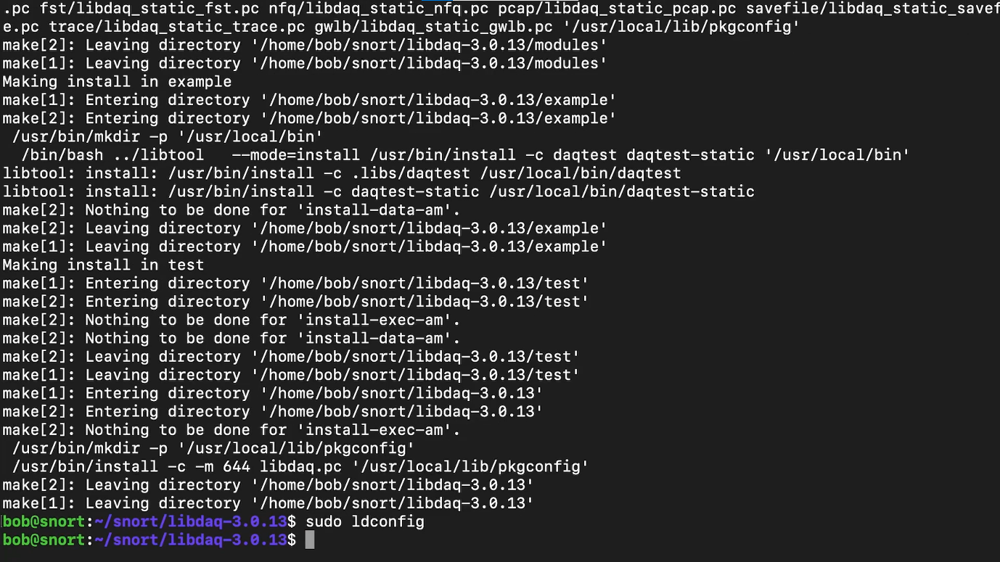 .pc fst/libdaq_static_fst.pc nfq/libdaq_static_nfq.pc pcap/libdaq_static_pcap.pc savefile/libdaq_static_savef
e.pc trace/libdaq_static_trace.pc gwlb/libdaq_static_gwlb.pc '/usr/local/lib/pkgconfig'
make[2]: Leaving directory '/home/bob/snort/libdaq-3.0.13/modules'
make[1]: Leaving directory '/home/bob/snort/libdaq-3.0.13/modules'
Making install in example
make[1]: Entering directory '/home/bob/snort/libdaq-3.0.13/example'
make[2]: Entering directory '/home/bob/snort/libdaq-3.0.13/example'
 /usr/bin/mkdir -p '/usr/local/bin'
  /bin/bash ../libtool   --mode=install /usr/bin/install -c daqtest daqtest-static '/usr/local/bin'
libtool: install: /usr/bin/install -c .libs/daqtest /usr/local/bin/daqtest
libtool: install: /usr/bin/install -c daqtest-static /usr/local/bin/daqtest-static
make[2]: Nothing to be done for 'install-data-am'.
make[2]: Leaving directory '/home/bob/snort/libdaq-3.0.13/example'
make[1]: Leaving directory '/home/bob/snort/libdaq-3.0.13/example'
Making install in test
make[1]: Entering directory '/home/bob/snort/libdaq-3.0.13/test'
make[2]: Entering directory '/home/bob/snort/libdaq-3.0.13/test'
make[2]: Nothing to be done for 'install-exec-am'.
make[2]: Nothing to be done for 'install-data-am'.
make[2]: Leaving directory '/home/bob/snort/libdaq-3.0.13/test'
make[1]: Leaving directory '/home/bob/snort/libdaq-3.0.13/test'
make[1]: Entering directory '/home/bob/snort/libdaq-3.0.13'
make[2]: Entering directory '/home/bob/snort/libdaq-3.0.13'
make[2]: Nothing to be done for 'install-exec-am'.
 /usr/bin/mkdir -p '/usr/local/lib/pkgconfig'
 /usr/bin/install -c -m 644 libdaq.pc '/usr/local/lib/pkgconfig'
make[2]: Leaving directory '/home/bob/snort/libdaq-3.0.13'
make[1]: Leaving directory '/home/bob/snort/libdaq-3.0.13'
bob@snort:~/snort/libdaq-3.0.13$ sudo ldconfig
bob@snort:~/snort/libdaq-3.0.13$